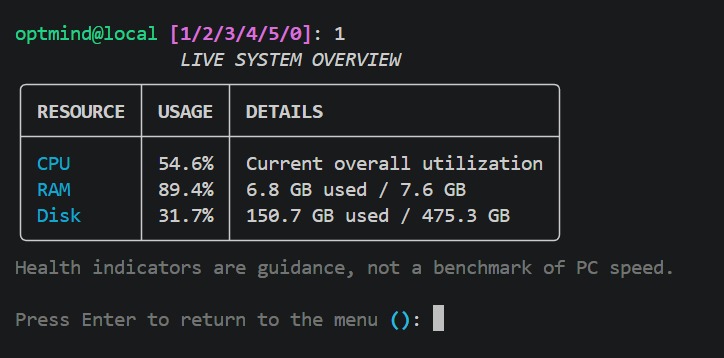 optmind@local [1/2/3/4/5/0]: 1
LIVE SYSTEM OVERVIEW
RESOURCE USAGE DETAILS
CPU 54.6% Current overall utilization
RAM 89.4% 6.8 GB used / 7.6 GB
Disk 31.7% 150.7 GB used / 475.3 GB
Health indicators are guidance, not a benchmark of PC speed.
Press Enter to return to the menu ():